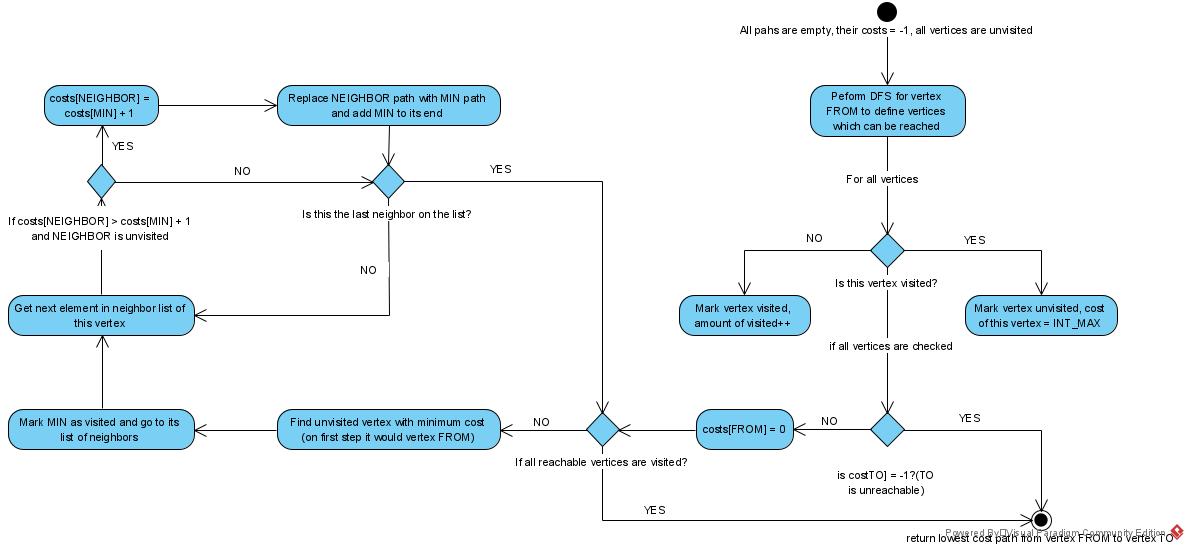 All pahs are empty, their costs = -1, all vertices are unvisited
Peform DFS for vertex
FROM to define vertices
which can be reached
For all vertices
NO
YES
Is this vertex visited?
Mark vertex visited,
amount of visited++
Mark vertex unvisited, cost
of this vertex = INT_MAX
if all vertices are checked
NO
YES
is costTO] = -1?(TO
is unreachable)
costs[FROM] = 0
If all reachable vertices are visited?
NO
YES
Find unvisited vertex with minimum cost
(on first step it would vertex FROM)
Mark MIN as visited and go to its
list of neighbors
Get next element in neighbor list of
this vertex
If costs[NEIGHBOR] > costs[MIN] + 1
and NEIGHBOR is unvisited
YES
NO
costs[NEIGHBOR] =
costs[MIN] + 1
Replace NEIGHBOR path with MIN path
and add MIN to its end
Is this the last neighbor on the list?
YES
NO
Powered By Visual Paradigm Community Edition
return lowest cost path from vertex FROM to vertex TO